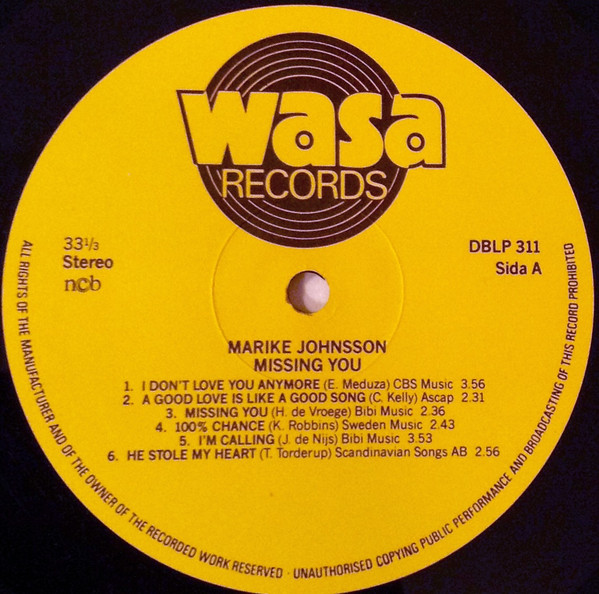 wasa
RECORDS
33 1/3
Stereo
ncb
DBLP 311
Sida A
MARIKE JOHNSSON
MISSING YOU
1. I DON'T LOVE YOU ANYMORE (E. Meduza) CBS Music 3.56
2. A GOOD LOVE IS LIKE A GOOD SONG (C. Kelly) Ascap 2.31
3. MISSING YOU (H. de Vroege) Bibi Music 2.36
4. 100% CHANCE (K. Robbins) Sweden Music 2.43
5. I'M CALLING (J. de Nijs) Bibi Music 3.53
6. HE STOLE MY HEART (T. Torderup) Scandinavian Songs AB 2.56
ALL RIGHTS OF THE MANUFACTURER AND OF THE OWNER OF THE RECORDED WORK RESERVED · UNAUTHORISED COPYING PUBLIC PERFORMANCE AND BROADCASTING OF THIS RECORD PROHIBITED